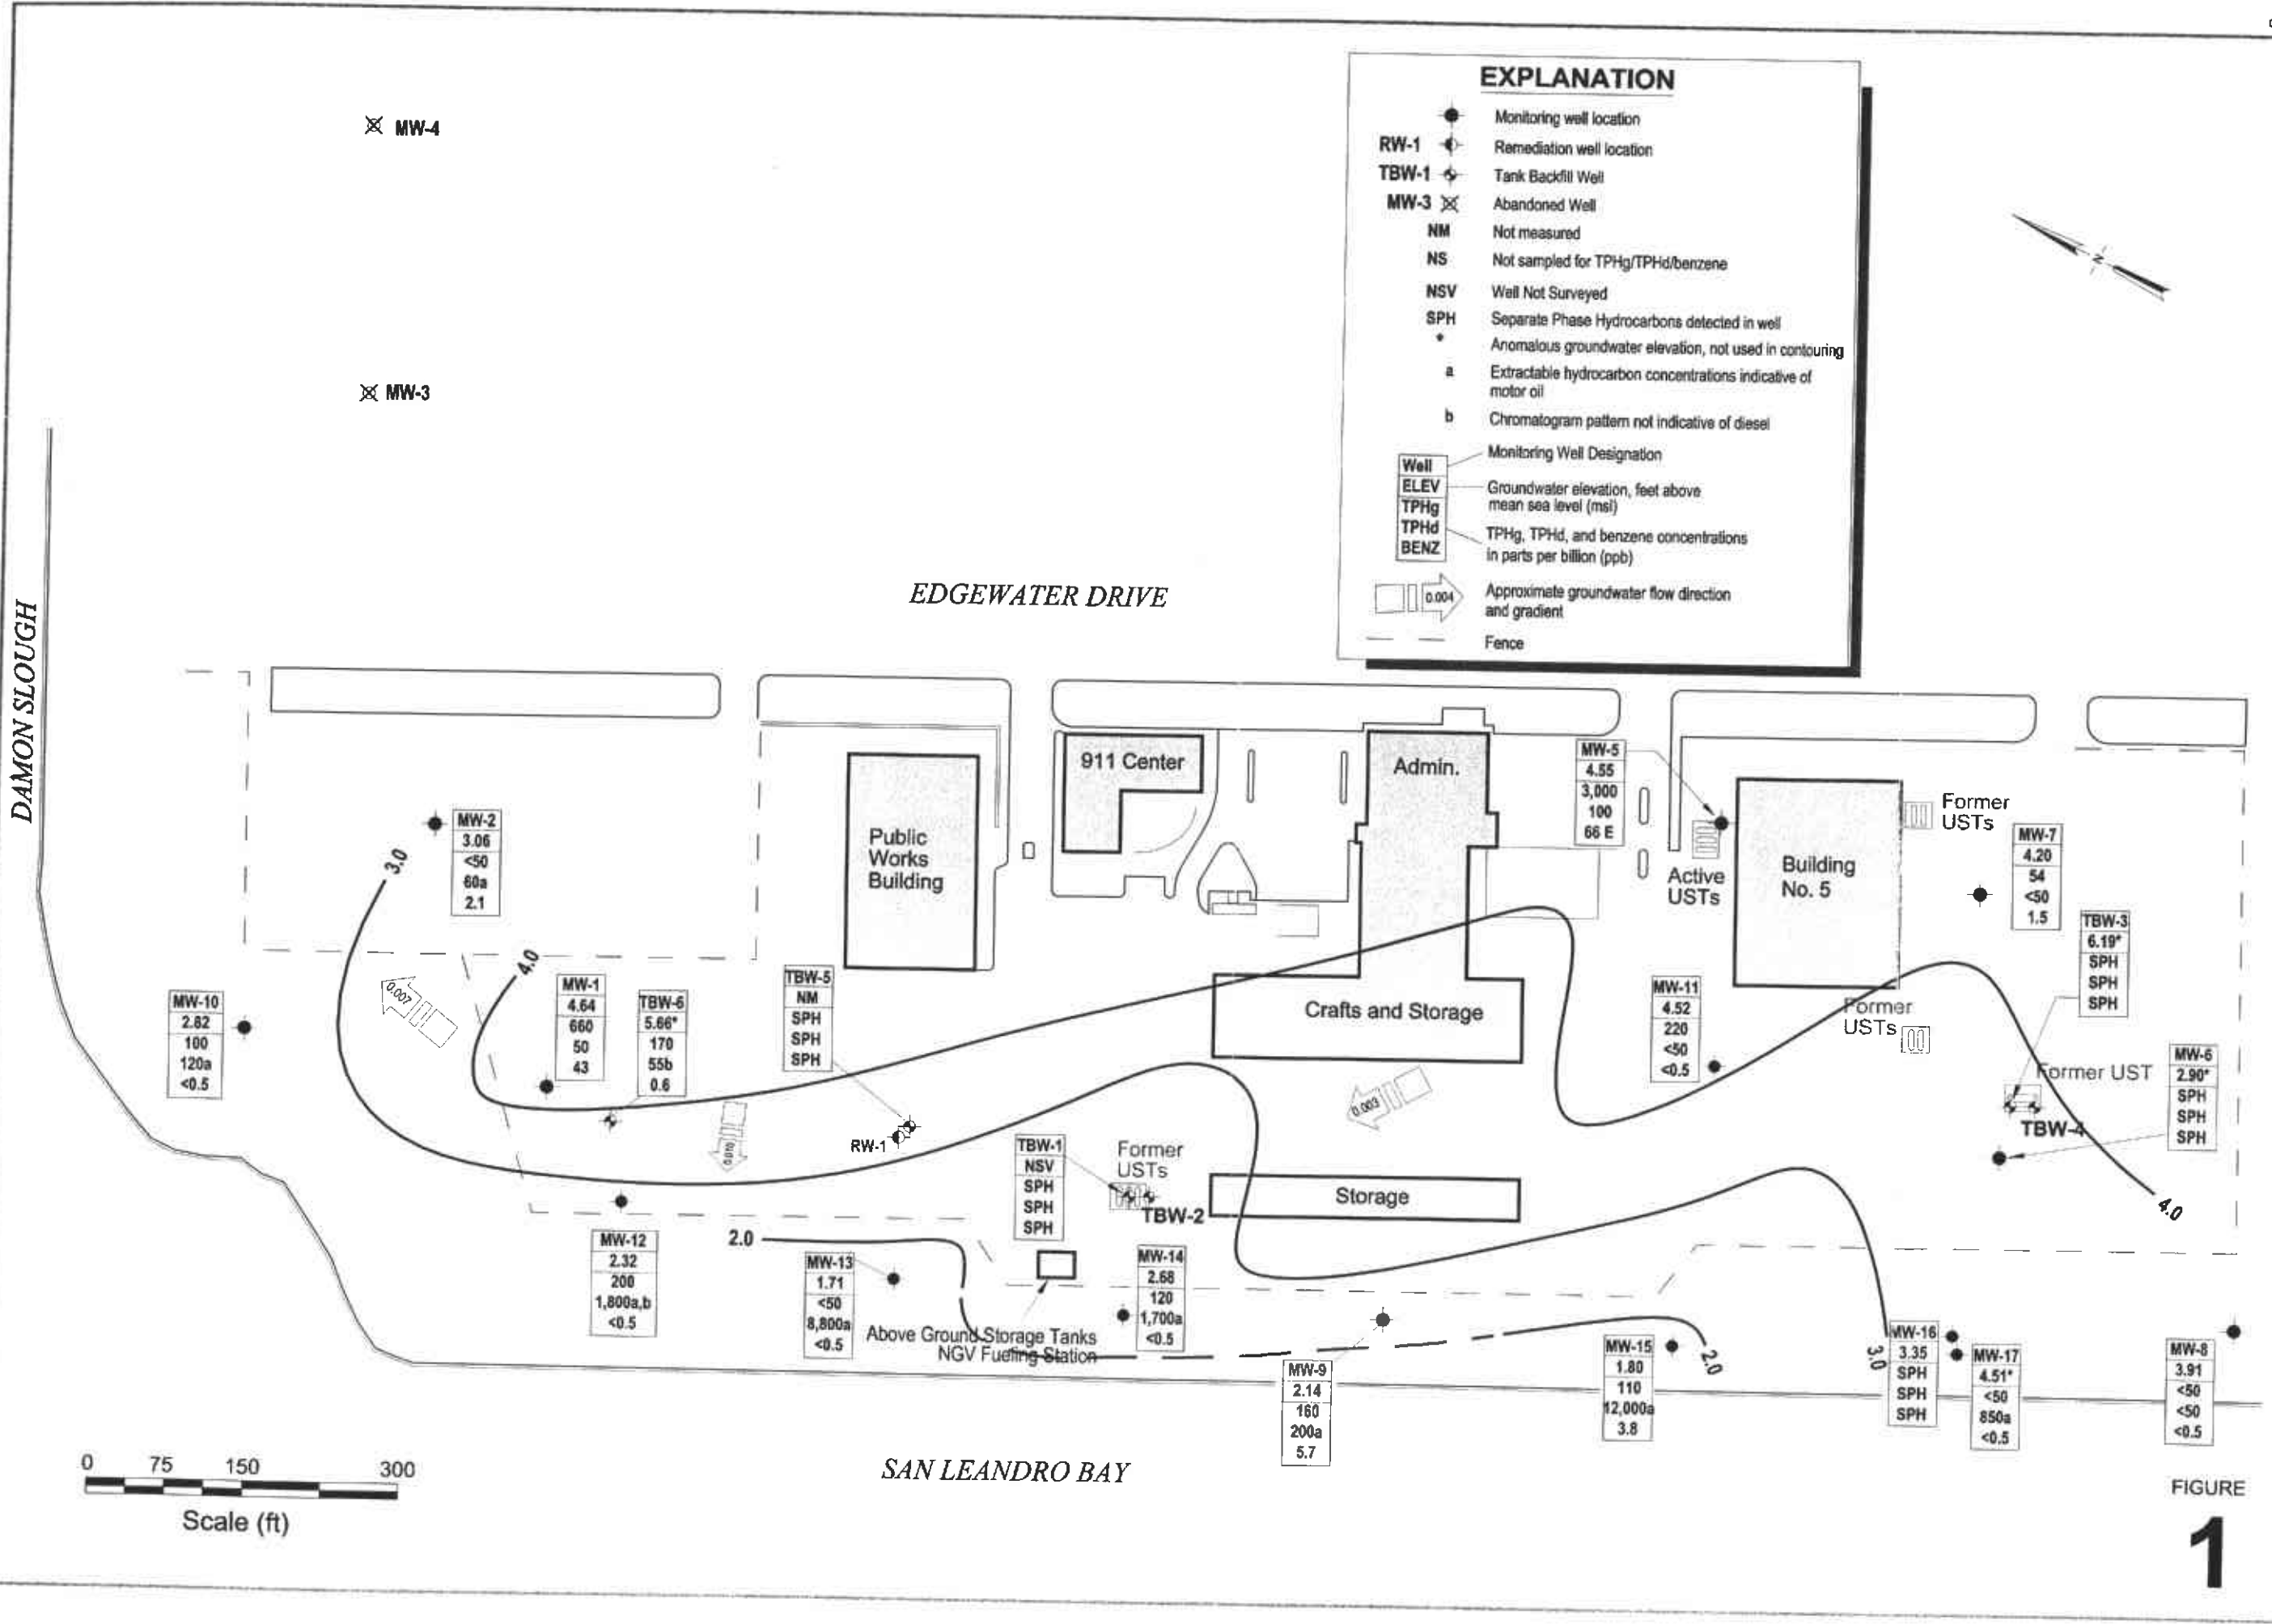 EXPLANATION
Monitoring well location
RW-1 Remediation well location
TBW-1 Tank Backfill Well
MW-3 Abandoned Well
NM Not measured
NS Not sampled for TPHg/TPHd/benzene
NSV Well Not Surveyed
SPH Separate Phase Hydrocarbons detected in well
* Anomalous groundwater elevation, not used in contouring
a Extractable hydrocarbon concentrations indicative of
motor oil
b Chromatogram pattern not indicative of diesel
Well
ELEV
TPHg
TPHd
BENZ
Monitoring Well Designation
Groundwater elevation, feet above
mean sea level (msl)
TPHg, TPHd, and benzene concentrations
in parts per billion (ppb)
0.004
Approximate groundwater flow direction
and gradient
Fence
N
MW-4
MW-3
DAMON SLOUGH
EDGEWATER DRIVE
MW-2
3.06
<50
60a
2.1
3.0
4.0
Public
Works
Building
911 Center
Admin.
MW-5
4.55
3,000
100
66 E
Active
USTs
Building
No. 5
Former
USTs
MW-7
4.20
54
<50
1.5
TBW-3
6.19*
SPH
SPH
SPH
MW-10
2.82
100
120a
<0.5
0.007
MW-1
4.64
660
50
43
TBW-6
5.66*
170
55b
0.6
TBW-5
NM
SPH
SPH
SPH
Crafts and Storage
MW-11
4.52
220
<50
<0.5
Former
USTs
Former UST
TBW-4
MW-6
2.90*
SPH
SPH
SPH
0.010
RW-1
0.003
TBW-1
NSV
SPH
SPH
SPH
Former
USTs
TBW-2
Storage
4.0
MW-12
2.32
200
1,800a,b
<0.5
2.0
MW-13
1.71
<50
8,800a
<0.5
Above Ground Storage Tanks
NGV Fueling Station
MW-14
2.68
120
1,700a
<0.5
MW-9
2.14
160
200a
5.7
MW-15
1.80
110
12,000a
3.8
2.0
3.0
MW-16
3.35
SPH
SPH
SPH
MW-17
4.51*
<50
850a
<0.5
MW-8
3.91
<50
<50
<0.5
0 75 150 300
Scale (ft)
SAN LEANDRO BAY
FIGURE
1